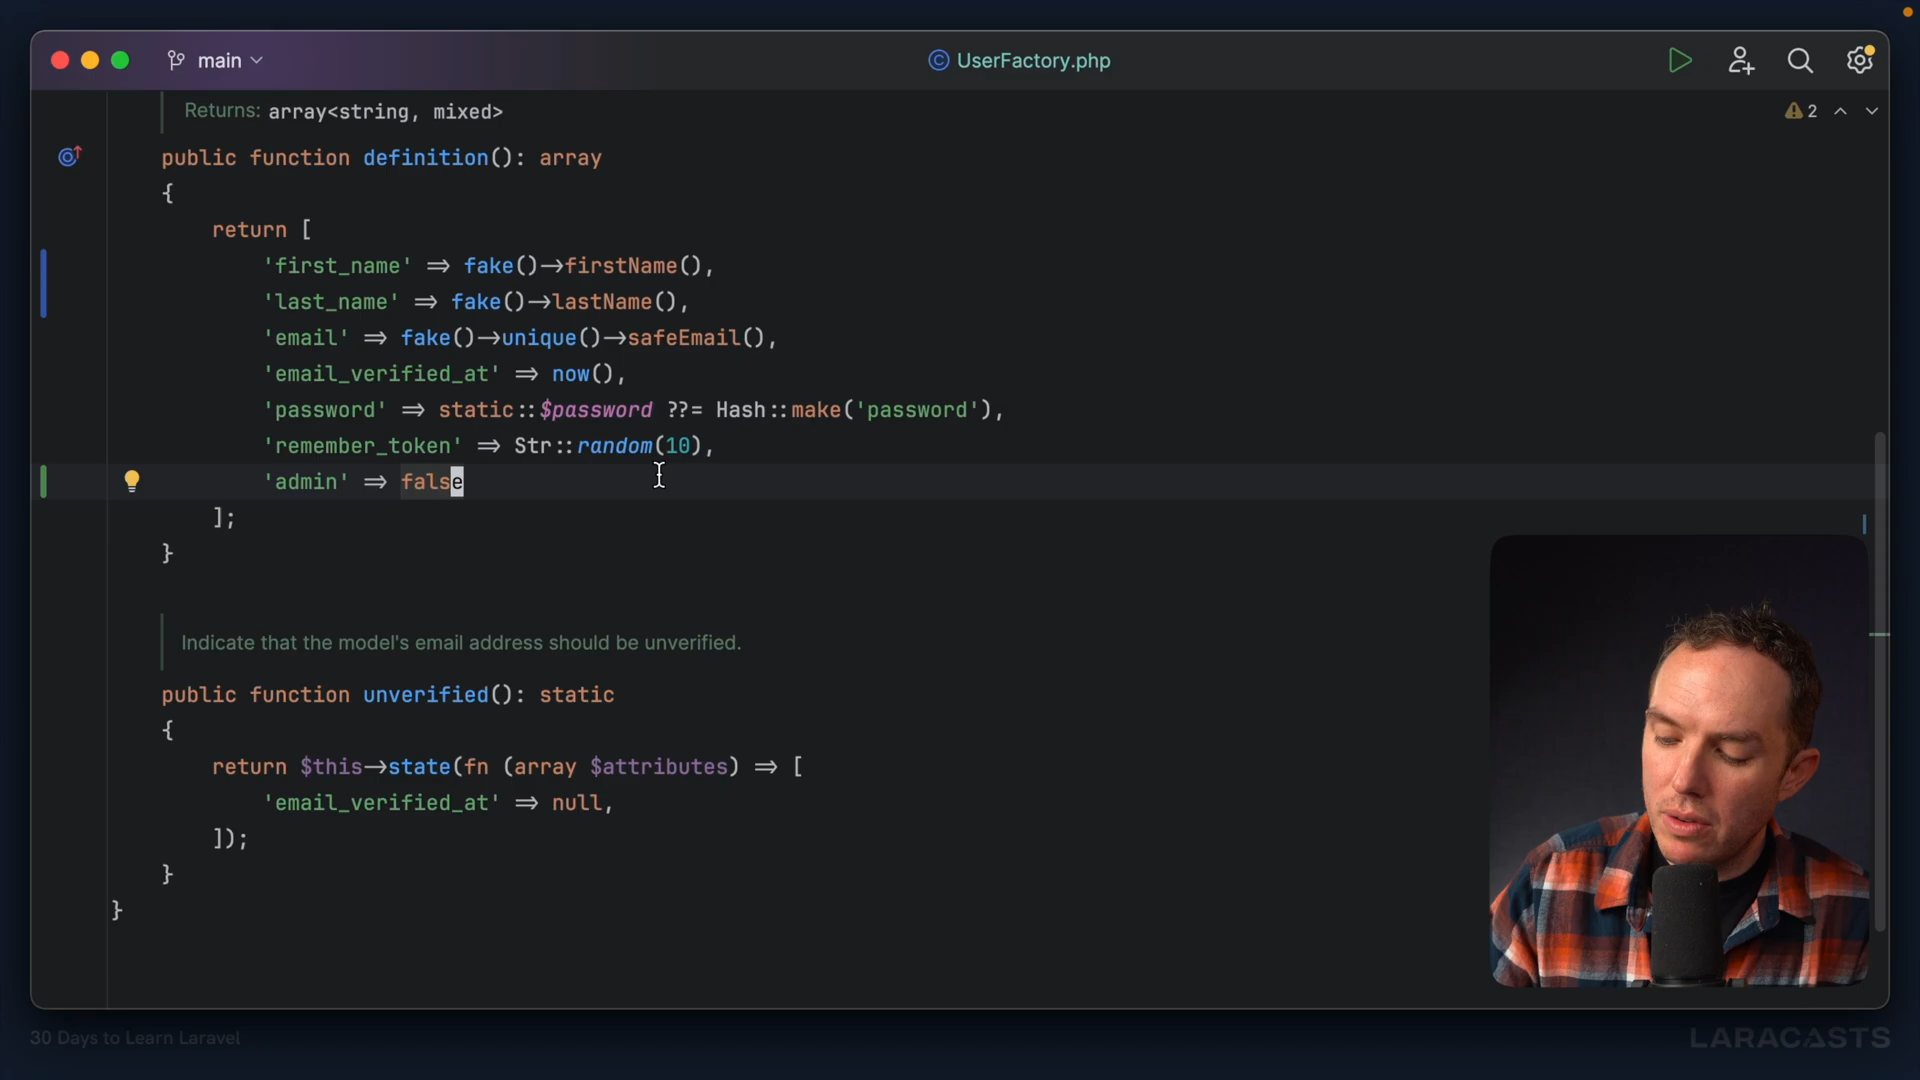 main
UserFactory.php
Returns: array<string, mixed>
2
public function definition(): array
{
return [
'first_name' => fake()->firstName(),
'last_name' => fake()->lastName(),
'email' => fake()->unique()->safeEmail(),
'email_verified_at' => now(),
'password' => static::$password ??= Hash::make('password'),
'remember_token' => Str::random(10),
'admin' => false
];
}
Indicate that the model's email address should be unverified.
public function unverified(): static
{
return $this->state(fn (array $attributes) => [
'email_verified_at' => null,
]);
}
}
30 Days to Learn Laravel
LARACASTS